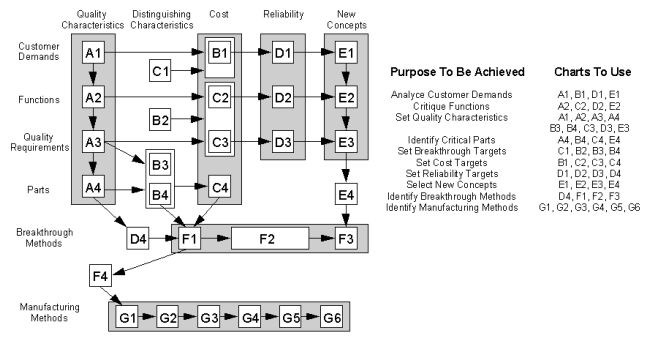 Quality Characteristics
Distinguishing Characteristics
Cost
Reliability
New Concepts
Customer Demands
A1
B1
D1
E1
C1
Functions
A2
C2
D2
E2
B2
Quality Requirements
A3
C3
D3
E3
B3
Parts
A4
B4
C4
E4
Breakthrough Methods
D4
F1
F2
F3
F4
Manufacturing Methods
G1
G2
G3
G4
G5
G6
Purpose To Be Achieved Charts To Use
Analyce Customer Demands A1, B1, D1, E1
Critique Functions A2, C2, D2, E2
Set Quality Characteristics A1, A2, A3, A4
B3, B4, C3, D3, E3
Identify Critical Parts A4, B4, C4, E4
Set Breakthrough Targets C1, B2, B3, B4
Set Cost Targets B1, C2, C3, C4
Set Reliability Targets D1, D2, D3, D4
Select New Concepts E1, E2, E3, E4
Identify Breakthrough Methods D4, F1, F2, F3
Identify Manufacturing Methods G1, G2, G3, G4, G5, G6